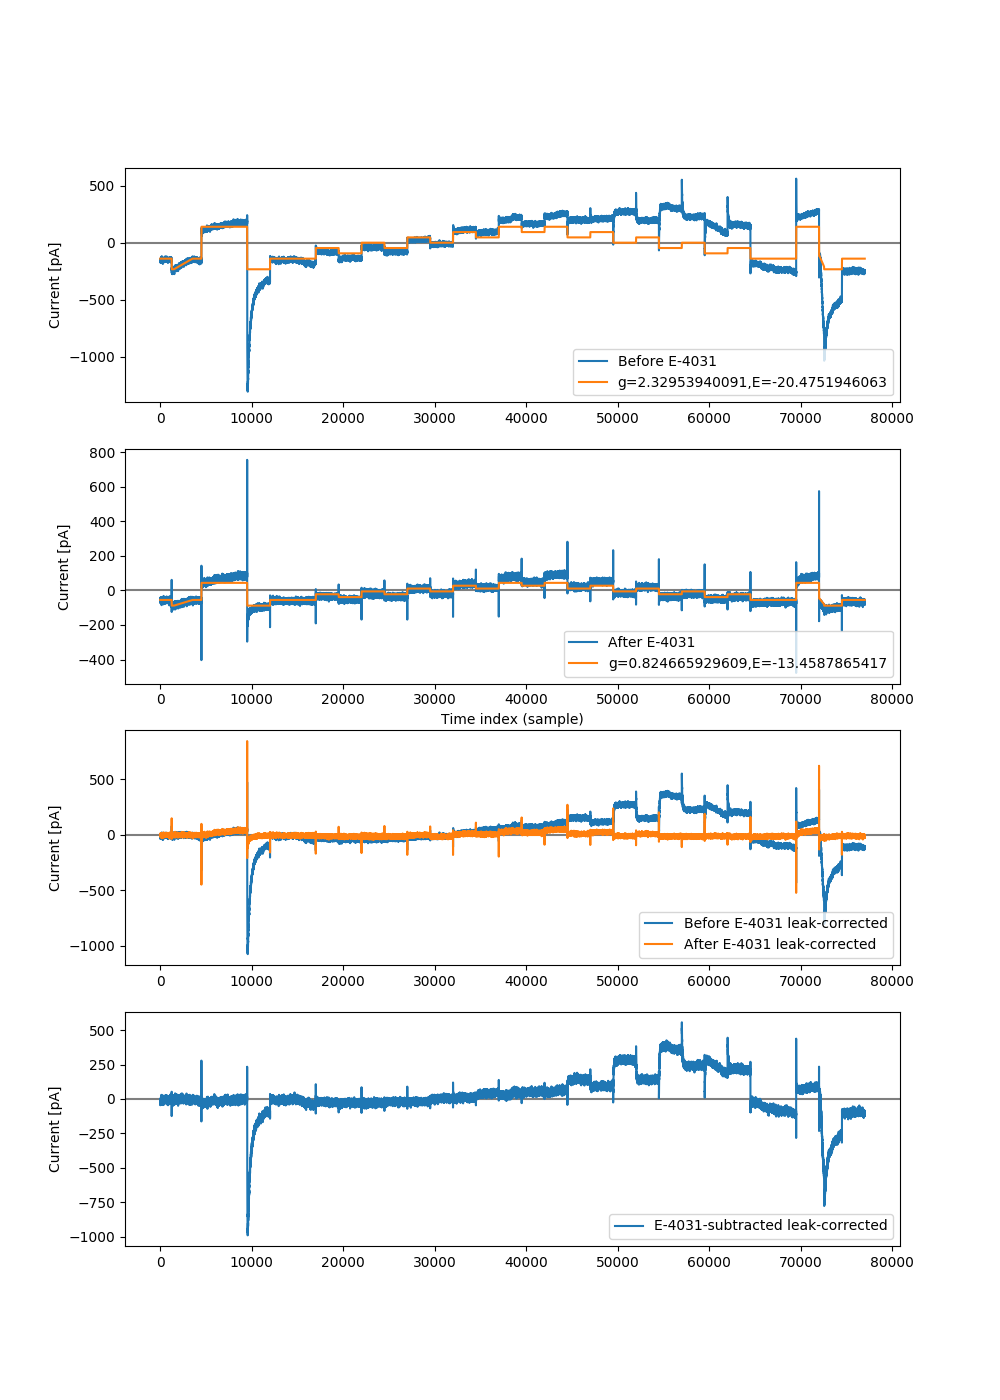 500
0
−500
−1000
Current [pA]
Before E-4031
g=2.32953940091,E=-20.4751946063
0 10000 20000 30000 40000 50000 60000 70000 80000
800
600
400
200
0
−200
−400
Current [pA]
After E-4031
g=0.824665929609,E=-13.4587865417
0 10000 20000 30000 40000 50000 60000 70000 80000
Time index (sample)
500
0
−500
−1000
Current [pA]
Before E-4031 leak-corrected
After E-4031 leak-corrected
0 10000 20000 30000 40000 50000 60000 70000 80000
500
250
0
−250
−500
−750
−1000
Current [pA]
E-4031-subtracted leak-corrected
0 10000 20000 30000 40000 50000 60000 70000 80000